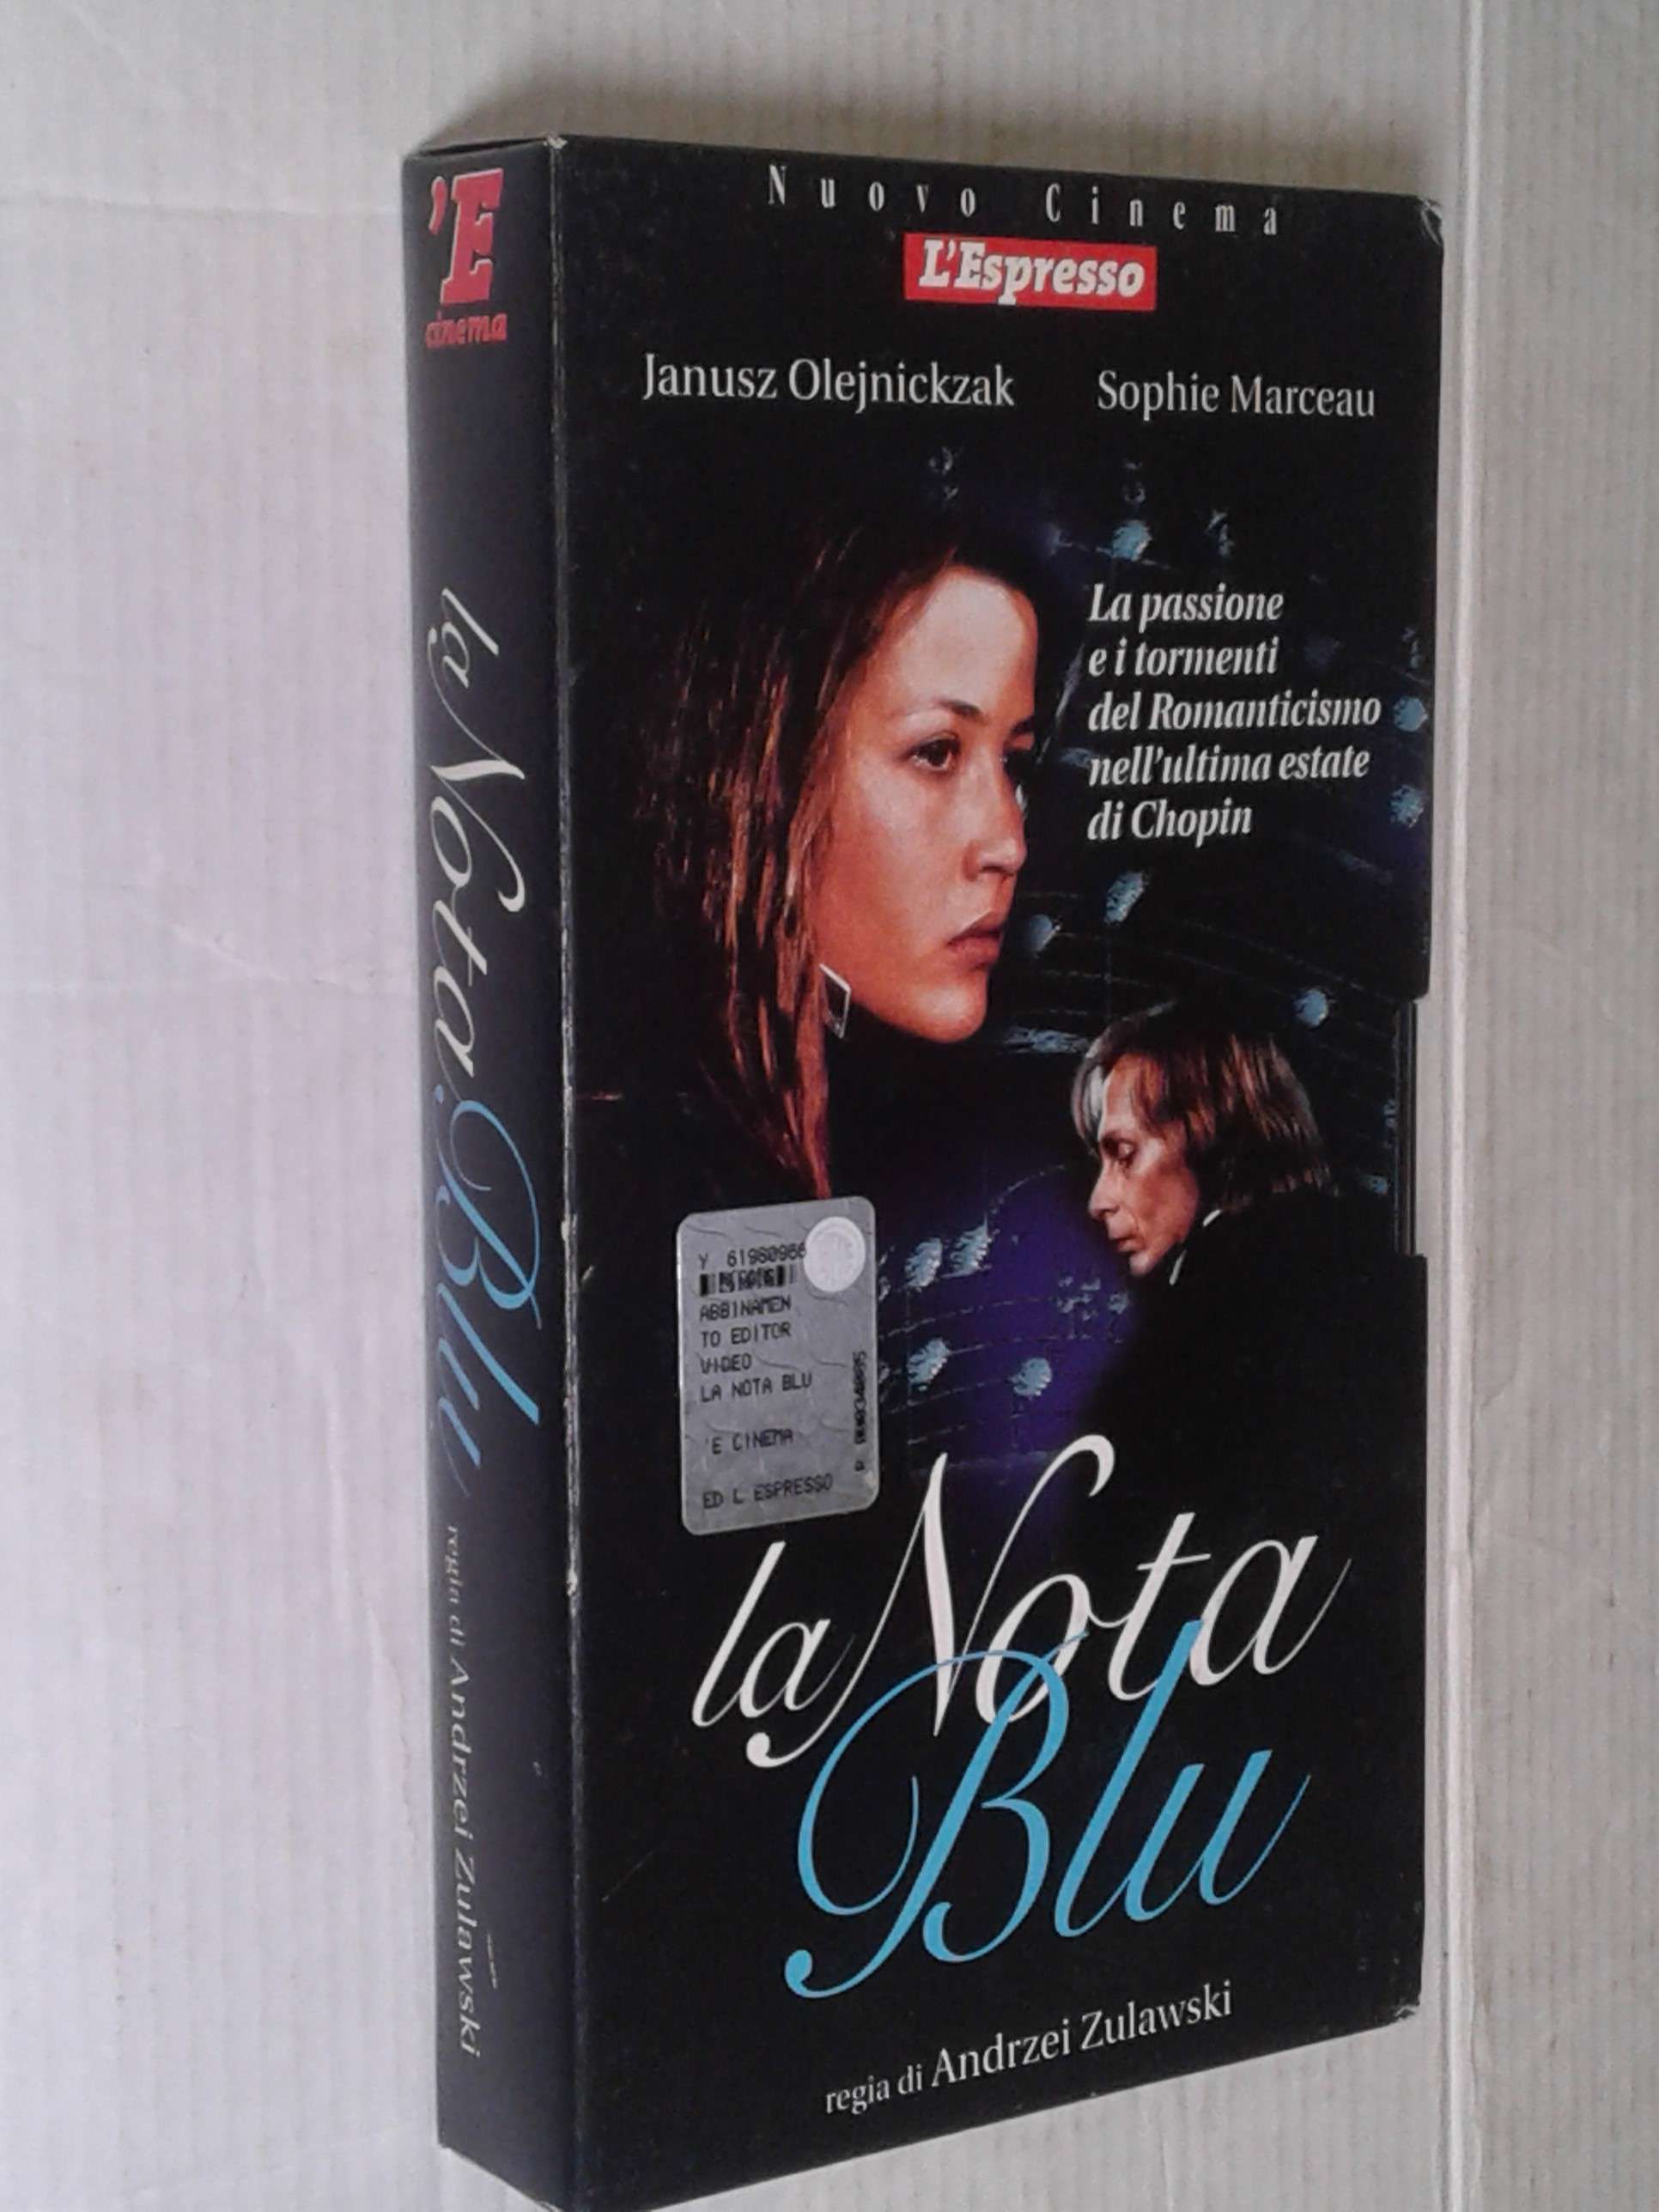 'E
cinema
la Nota Blu
regia di Andrzei Zulawski
Nuovo Cinema
L'Espresso
Janusz Olejnickzak
Sophie Marceau
La passione
e i tormenti
del Romanticismo
nell'ultima estate
di Chopin
ABBINAMEN
TO EDITOR
VIDEO
LA NOTA BLU
'E CINEMA
ED L ESPRESSO
la Nota
Blu
regia di Andrzei Zulawski